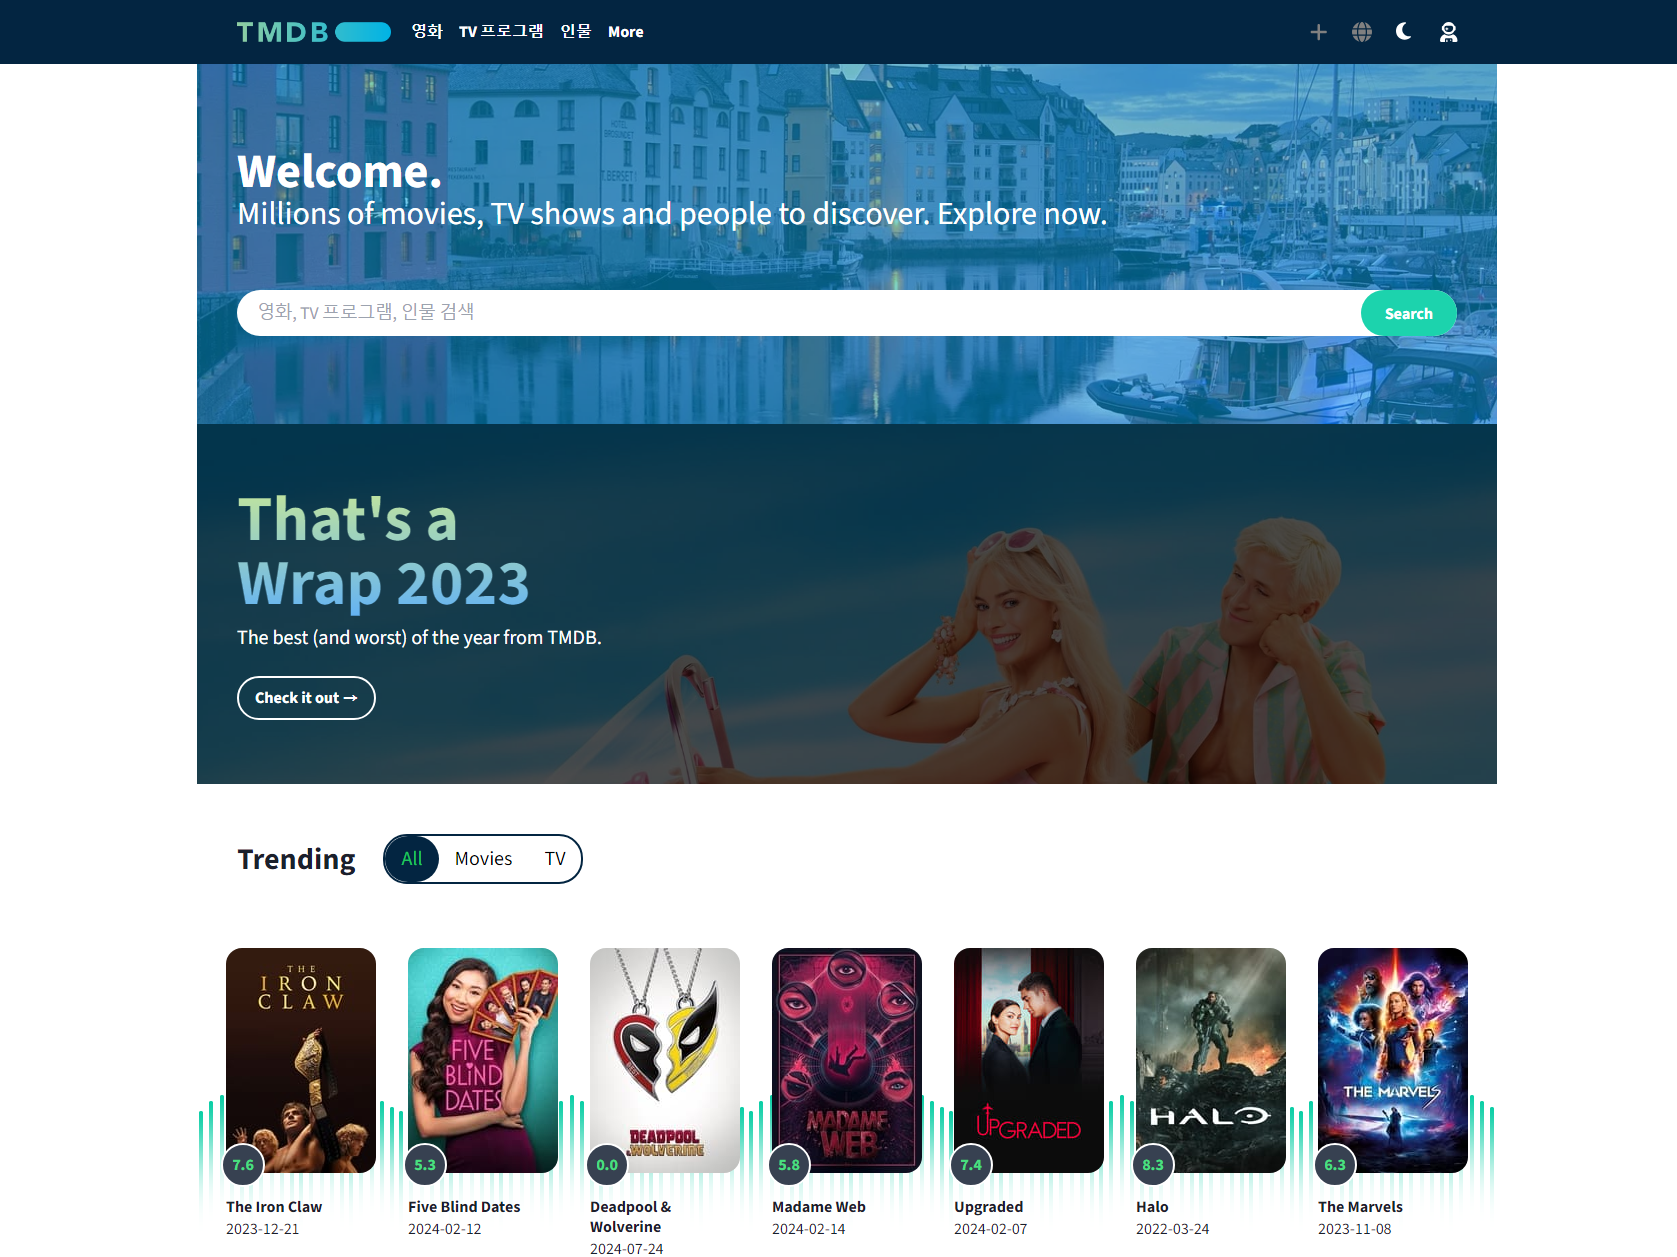 TMDB
영화 TV 프로그램 인물 More
HOTEL
BROSUNDET
Welcome.
Millions of movies, TV shows and people to discover. Explore now.
영화, TV 프로그램, 인물 검색
Search
That's a
Wrap 2023
The best (and worst) of the year from TMDB.
Check it out →
Trending
All Movies TV
THE
IRON
CLAW
7.6
The Iron Claw
2023-12-21
FIVE
BLIND
DATES
5.3
Five Blind Dates
2024-02-12
DEADPOOL
& WOLVERINE
0.0
Deadpool &
Wolverine
2024-07-24
MADAME
WEB
5.8
Madame Web
2024-02-14
UPGRADED
7.4
Upgraded
2024-02-07
HALO
8.3
Halo
2022-03-24
THE MARVELS
6.3
The Marvels
2023-11-08